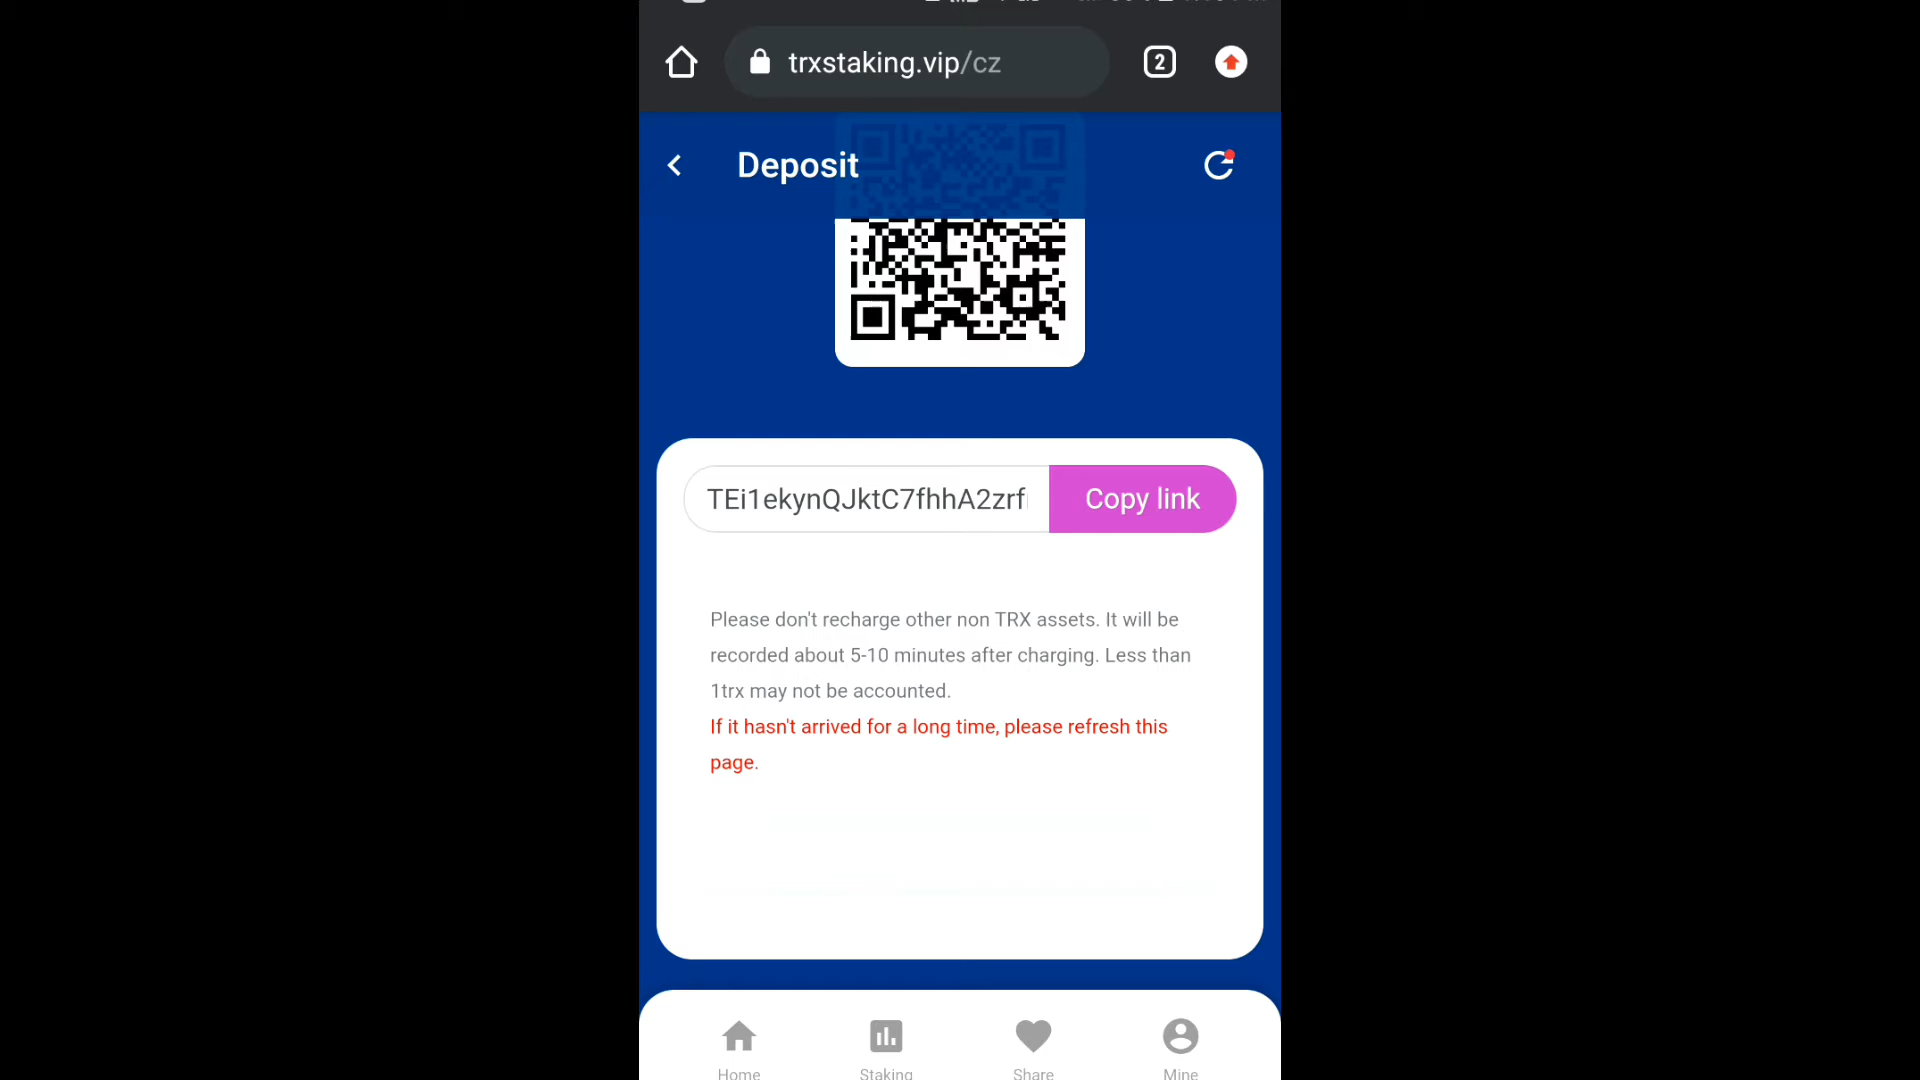 trxstaking.vip/cz
2
Deposit
TEi1ekynQJktC7fhhA2zrf
Copy link
Please don't recharge other non TRX assets. It will be
recorded about 5-10 minutes after charging. Less than
1trx may not be accounted.
If it hasn't arrived for a long time, please refresh this
page.
Home
Staking
Share
Mine